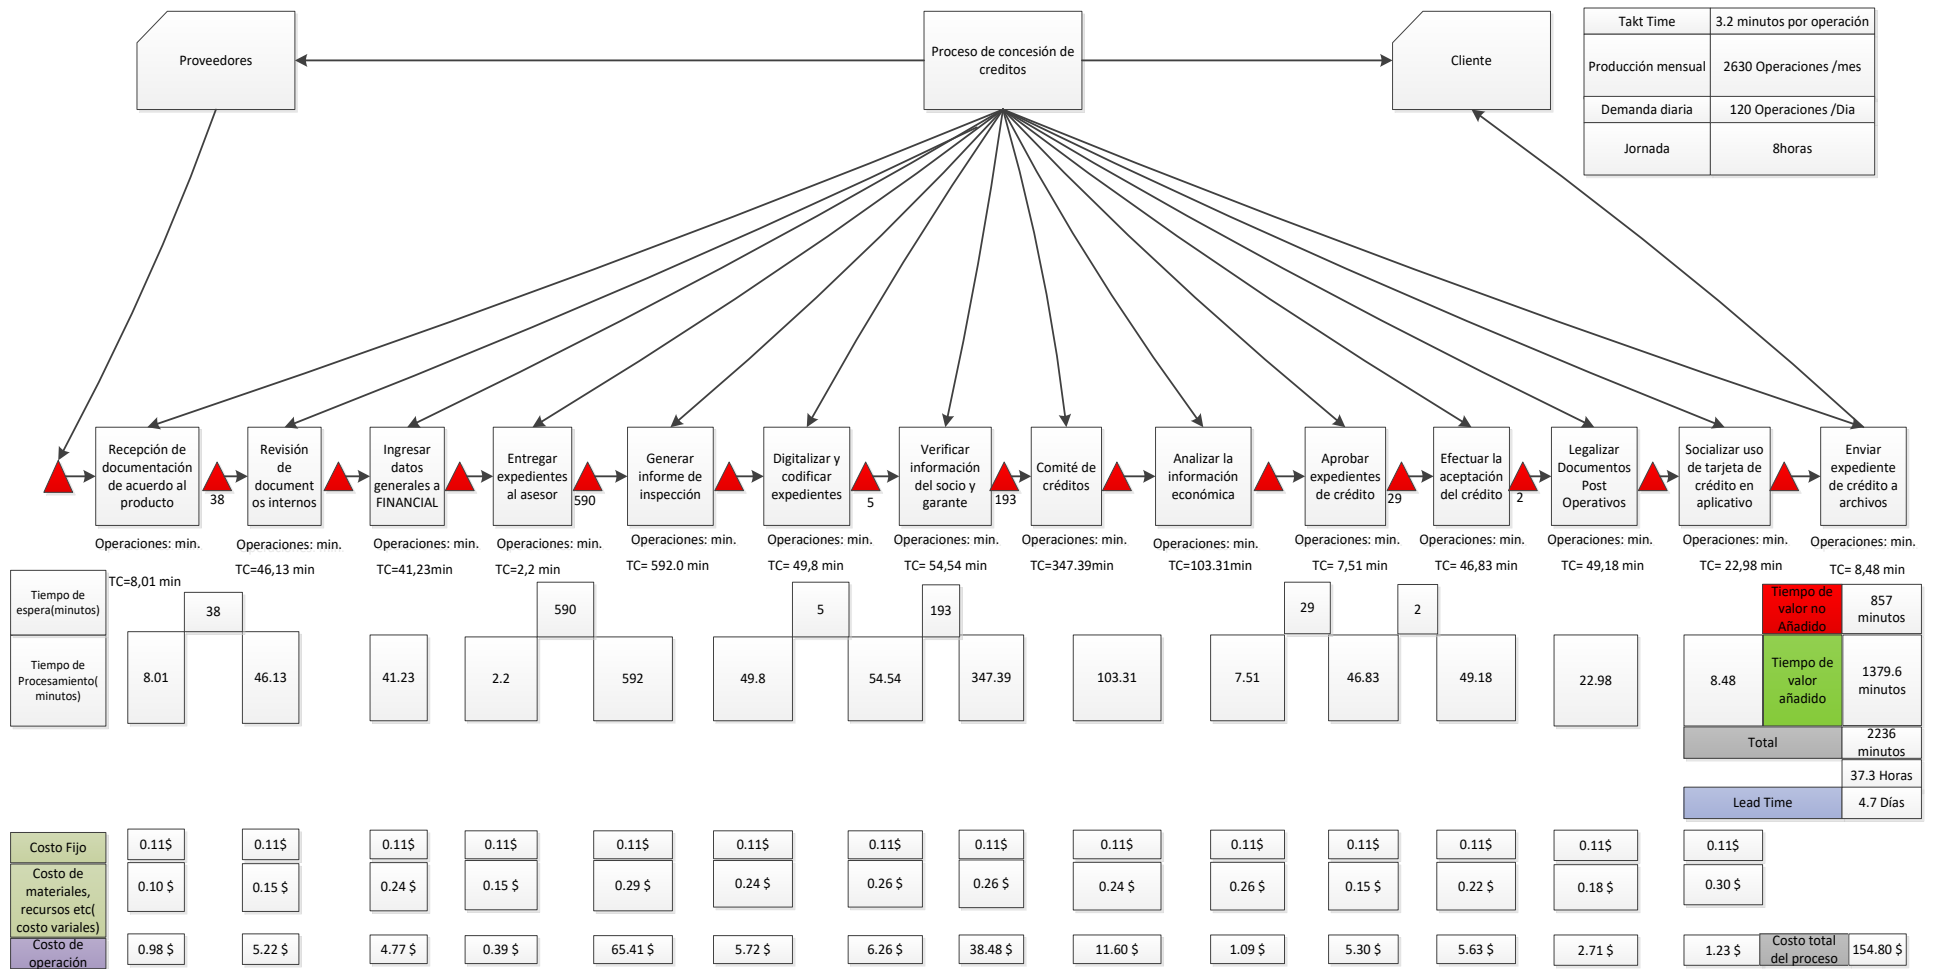 Proveedores
Proceso de concesión de
creditos
Cliente
Takt Time
3.2 minutos por operación
Producción mensual
2630 Operaciones /mes
Demanda diaria
120 Operaciones /Dia
Jornada
8horas
Recepción de
documentación
de acuerdo al
producto
38
Revisión
de
document
os internos
Ingresar
datos
generales a
FINANCIAL
Entregar
expedientes
al asesor
590
Generar
informe de
inspección
Digitalizar y
codificar
expedientes
5
Verificar
información
del socio y
garante
193
Comité de
créditos
Analizar la
información
económica
Aprobar
expedientes
de crédito
29
Efectuar la
aceptación
del crédito
2
Legalizar
Documentos
Post
Operativos
Socializar uso
de tarjeta de
crédito en
aplicativo
Enviar
expediente
de crédito a
archivos
Operaciones: min.
TC=8,01 min
Operaciones: min.
TC=46,13 min
Operaciones: min.
TC=41,23min
Operaciones: min.
TC=2,2 min
Operaciones: min.
TC= 592.0 min
Operaciones: min.
TC= 49,8 min
Operaciones: min.
TC= 54,54 min
Operaciones: min.
TC=347.39min
Operaciones: min.
TC=103.31min
Operaciones: min.
TC= 7,51 min
Operaciones: min.
TC= 46,83 min
Operaciones: min.
TC= 49,18 min
Operaciones: min.
TC= 22,98 min
Operaciones: min.
TC= 8,48 min
Tiempo de
espera(minutos)
38
590
5
193
29
2
Tiempo de
valor no
Añadido
857
minutos
Tiempo de
Procesamiento(
minutos)
8.01
46.13
41.23
2.2
592
49.8
54.54
347.39
103.31
7.51
46.83
49.18
22.98
8.48
Tiempo de
valor
añadido
1379.6
minutos
Total
2236
minutos
37.3 Horas
Lead Time
4.7 Días
Costo Fijo
0.11$
0.11$
0.11$
0.11$
0.11$
0.11$
0.11$
0.11$
0.11$
0.11$
0.11$
0.11$
0.11$
0.11$
Costo de
materiales,
recursos etc(
costo variales)
0.10 $
0.15 $
0.24 $
0.15 $
0.29 $
0.24 $
0.26 $
0.26 $
0.24 $
0.26 $
0.15 $
0.22 $
0.18 $
0.30 $
Costo de
operación
0.98 $
5.22 $
4.77 $
0.39 $
65.41 $
5.72 $
6.26 $
38.48 $
11.60 $
1.09 $
5.30 $
5.63 $
2.71 $
1.23 $
Costo total
del proceso
154.80 $